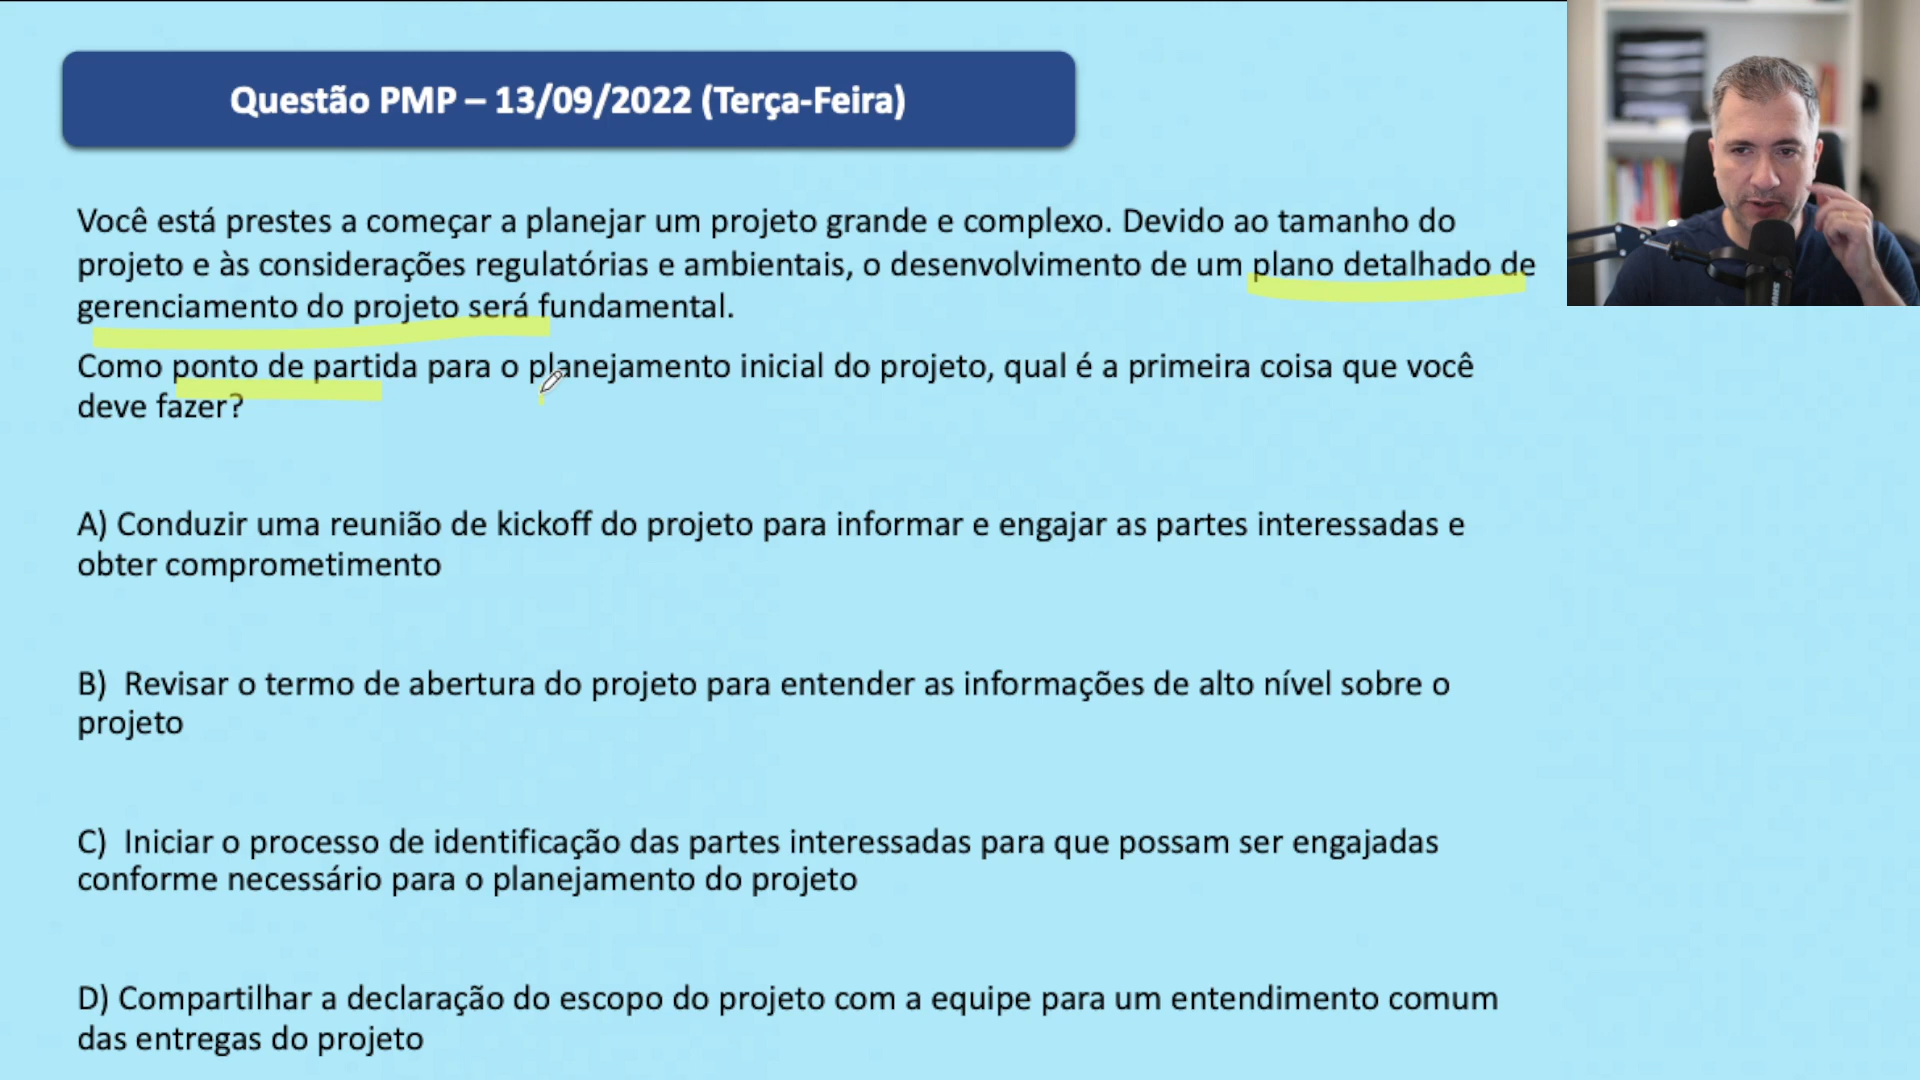 Questão PMP – 13/09/2022 (Terça-Feira)
Você está prestes a começar a planejar um projeto grande e complexo. Devido ao tamanho do
projeto e às considerações regulatórias e ambientais, o desenvolvimento de um plano detalhado de
gerenciamento do projeto será fundamental.
Como ponto de partida para o planejamento inicial do projeto, qual é a primeira coisa que você
deve fazer?
A) Conduzir uma reunião de kickoff do projeto para informar e engajar as partes interessadas e
obter comprometimento
B) Revisar o termo de abertura do projeto para entender as informações de alto nível sobre o
projeto
C) Iniciar o processo de identificação das partes interessadas para que possam ser engajadas
conforme necessário para o planejamento do projeto
D) Compartilhar a declaração do escopo do projeto com a equipe para um entendimento comum
das entregas do projeto